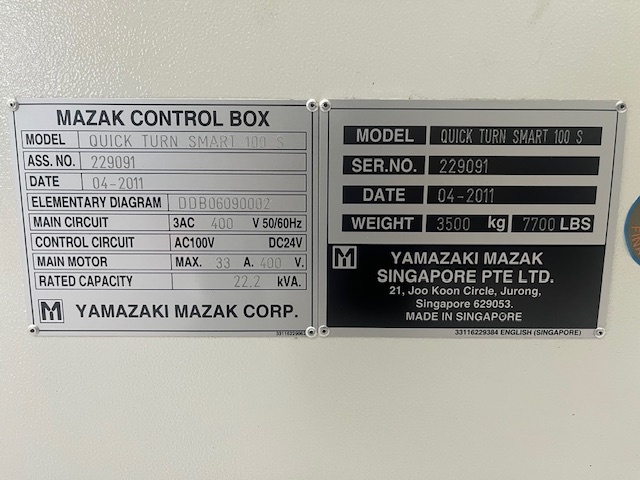 MAZAK CONTROL BOX
MODEL QUICK TURN SMART 100 S
ASS. NO. 229091
DATE 04-2011
ELEMENTARY DIAGRAM DDB06090002
MAIN CIRCUIT 3AC 400 V 50/60Hz
CONTROL CIRCUIT AC100V DC24V
MAIN MOTOR MAX. 33 A. 400 V.
RATED CAPACITY 22.2 kVA.
YAMAZAKI MAZAK CORP.
MODEL QUICK TURN SMART 100 S
SER.NO. 229091
DATE 04-2011
WEIGHT 3500 kg 7700 LBS
YAMAZAKI MAZAK
SINGAPORE PTE LTD.
21, Joo Koon Circle, Jurong,
Singapore 629053.
MADE IN SINGAPORE
33116229384 ENGLISH (SINGAPORE)